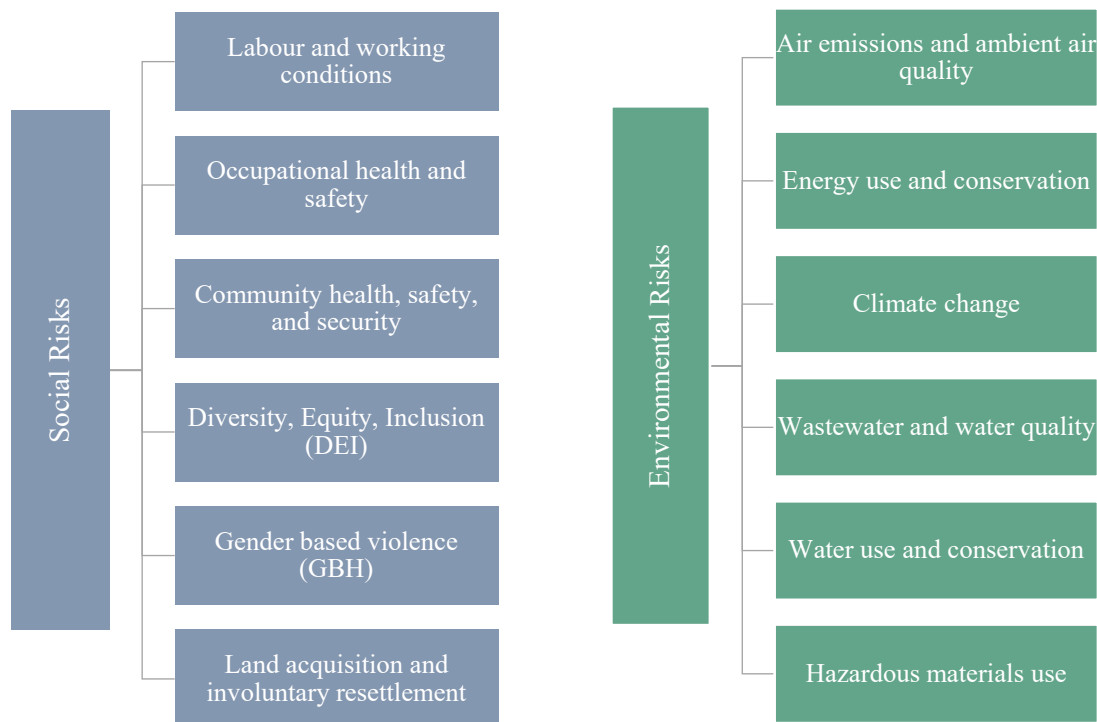 Social Risks
Labour and working
conditions
Occupational health and
safety
Community health, safety,
and security
Diversity, Equity, Inclusion
(DEI)
Gender based violence
(GBH)
Land acquisition and
involuntary resettlement
Environmental Risks
Air emissions and ambient air
quality
Energy use and conservation
Climate change
Wastewater and water quality
Water use and conservation
Hazardous materials use